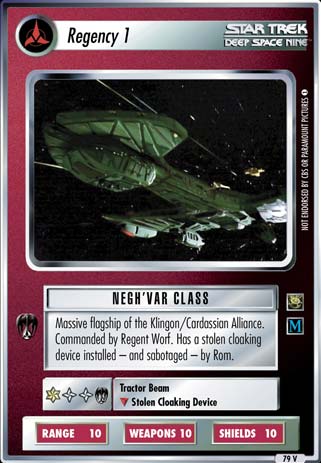 Regency 1
STAR TREK
DEEP SPACE NINE
NOT ENDORSED BY CBS OR PARAMOUNT PICTURES
NEGH'VAR CLASS
Massive flagship of the Klingon/Cardassian Alliance.
Commanded by Regent Worf. Has a stolen cloaking
device installed – and sabotaged – by Rom.
M
Tractor Beam
Stolen Cloaking Device
RANGE 10
WEAPONS 10
SHIELDS 10
79 V